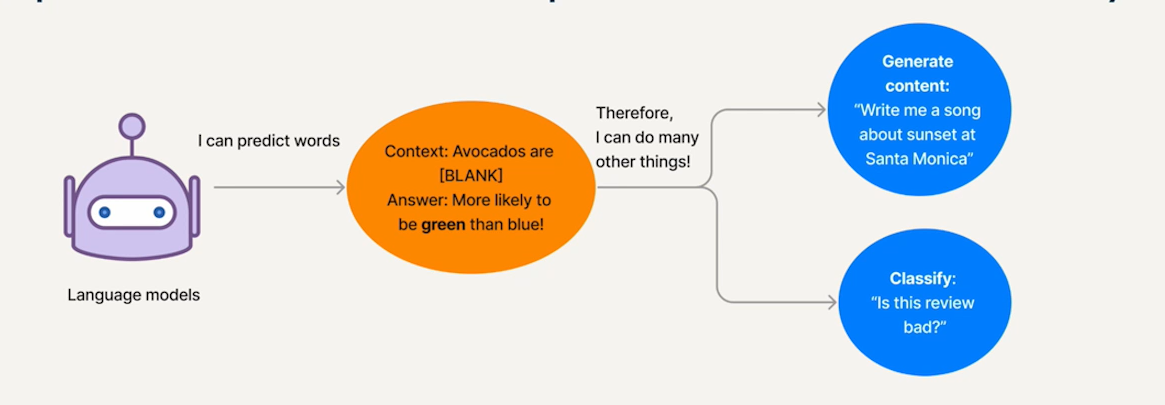 I can predict words
Language models
Context: Avocados are
[BLANK]
Answer: More likely to
be green than blue!
Therefore,
I can do many
other things!
Generate
content:
“Write me a song
about sunset at
Santa Monica”
Classify:
“Is this review
bad?”